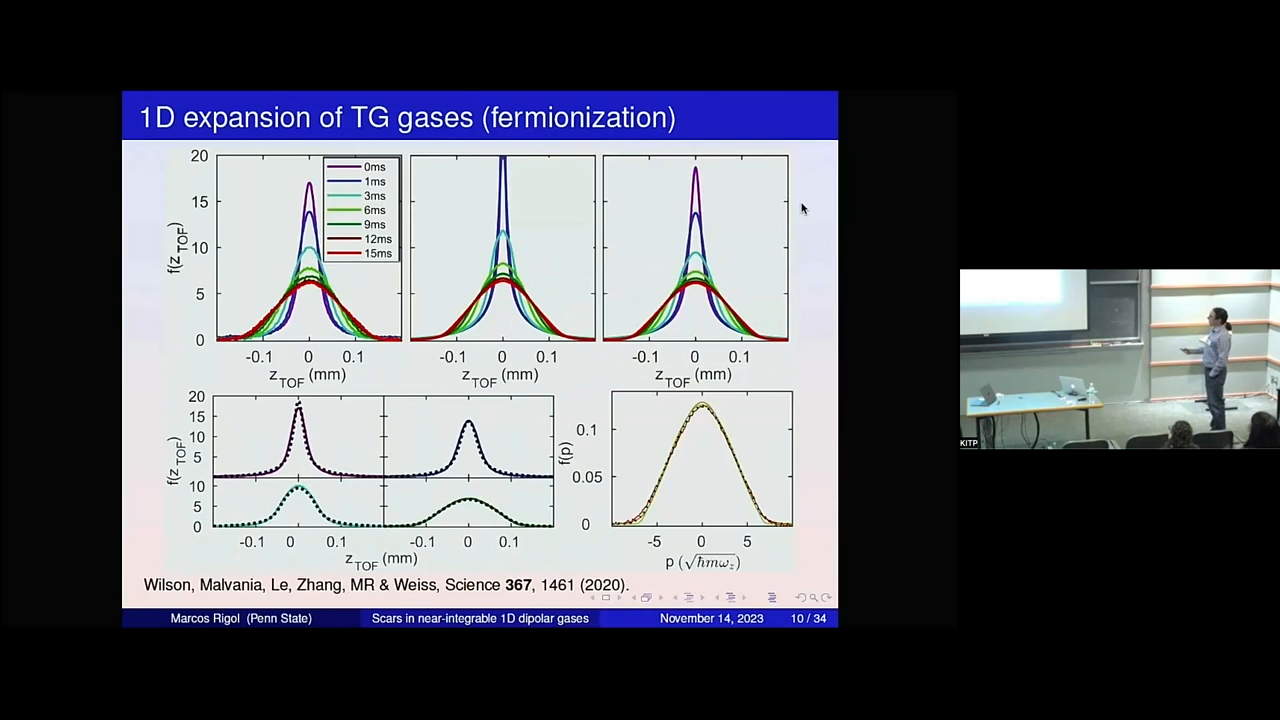 1D expansion of TG gases (fermionization)
20
15
10
5
0
f(z_TOF)
0ms
1ms
3ms
6ms
9ms
12ms
15ms
-0.1 0 0.1
-0.1 0 0.1
-0.1 0 0.1
z_TOF (mm)
z_TOF (mm)
z_TOF (mm)
20
15
10
5
10
5
0
f(z_TOF)
-0.1 0 0.1
-0.1 0 0.1
z_TOF (mm)
0.1
0.05
0
f(p)
-5 0 5
p (√ħmω_z)
Wilson, Malvania, Le, Zhang, MR & Weiss, Science 367, 1461 (2020).
Marcos Rigol (Penn State) Scars in near-integrable 1D dipolar gases November 14, 2023 10 / 34
KITP